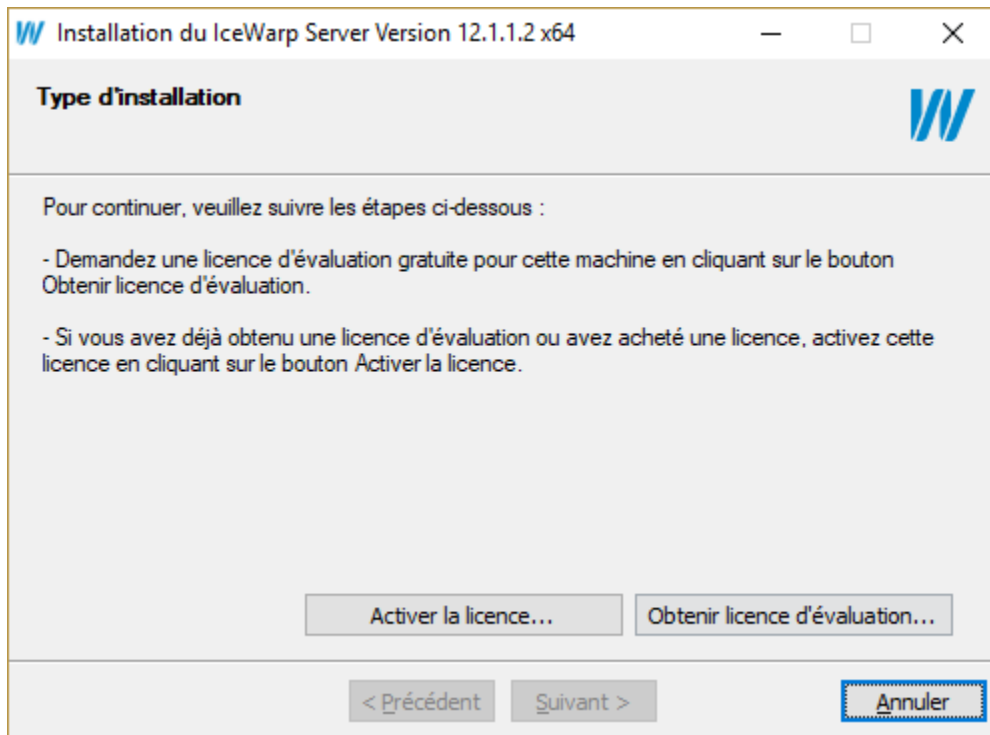 Installation du IceWarp Server Version 12.1.1.2 x64
Type d'installation
Pour continuer, veuillez suivre les étapes ci-dessous :
- Demandez une licence d'évaluation gratuite pour cette machine en cliquant sur le bouton
Obtenir licence d'évaluation.
- Si vous avez déjà obtenu une licence d'évaluation ou avez acheté une licence, activez cette
licence en cliquant sur le bouton Activer la licence.
Activer la licence... Obtenir licence d'évaluation...
< Précédent Suivant > Annuler